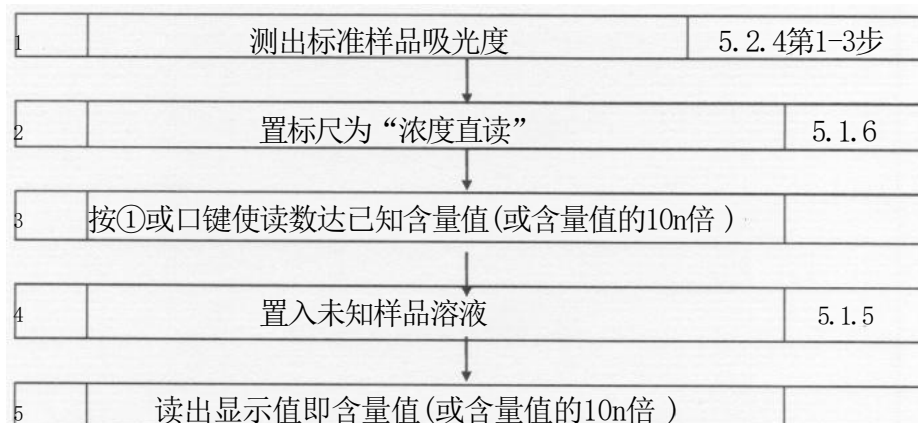 1 测出标准样品吸光度 5.2.4第1-3步
2 置标尺为“浓度直读” 5.1.6
3 按①或口键使读数达已知含量值(或含量值的10n倍 )
4 置入未知样品溶液 5.1.5
5 读出显示值即含量值(或含量值的10n倍 )